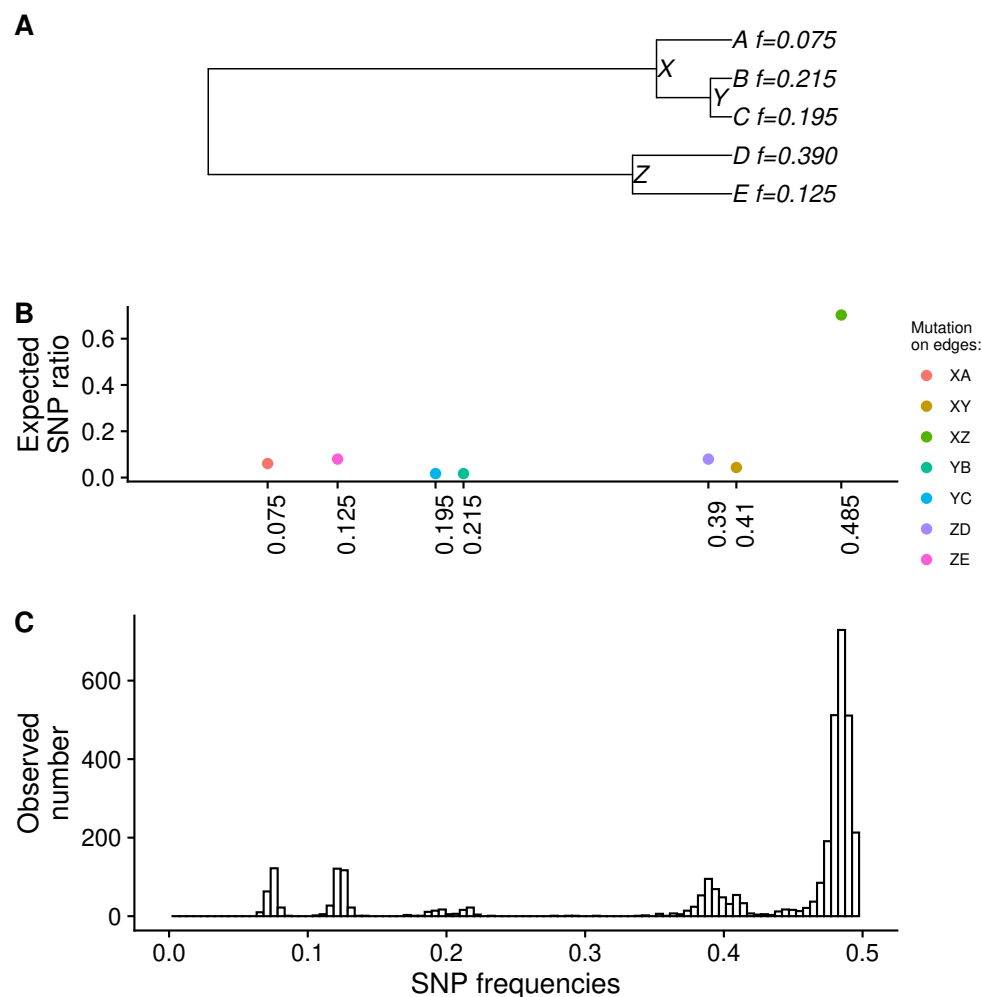 A
A f=0.075
X
B f=0.215
Y
C f=0.195
D f=0.390
Z
E f=0.125
B
Expected
SNP ratio
0.6
0.4
0.2
0.0
0.075
0.125
0.195
0.215
0.39
0.41
0.485
Mutation
on edges:
XA
XY
XZ
YB
YC
ZD
ZE
C
Observed
number
600
400
200
0
0.0
0.1
0.2
0.3
0.4
0.5
SNP frequencies